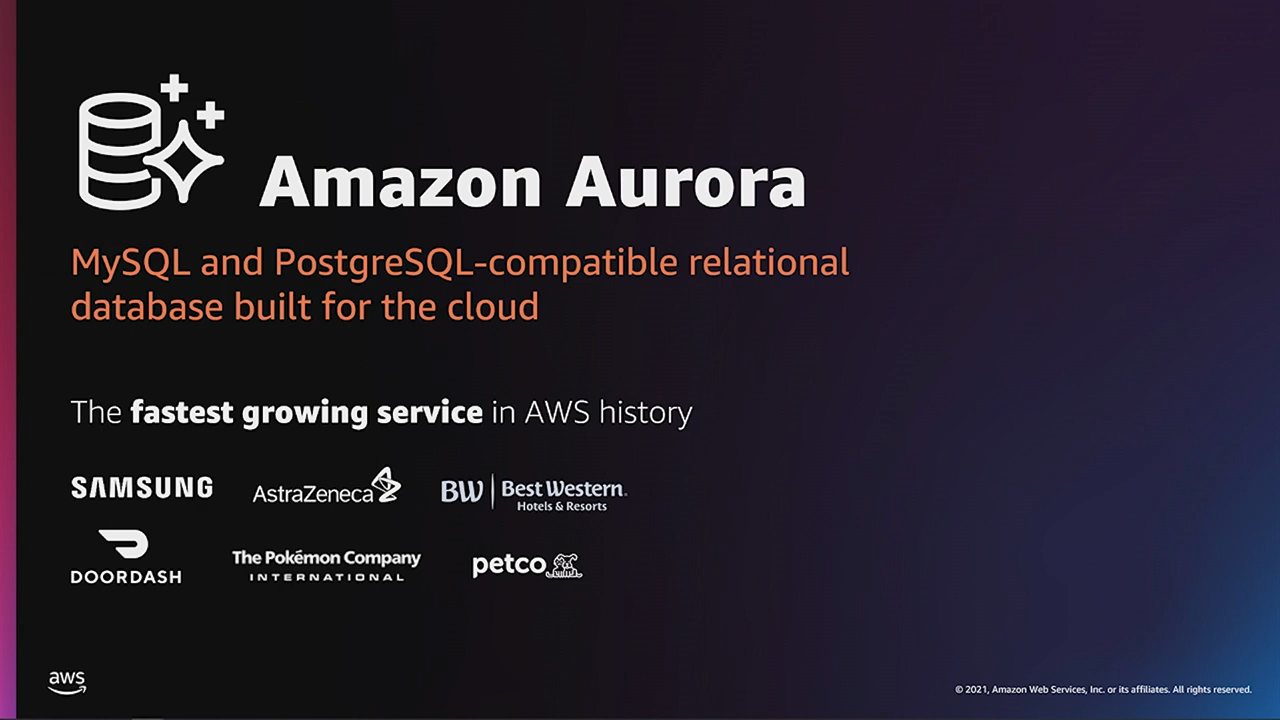 Amazon Aurora
MySQL and PostgreSQL-compatible relational
database built for the cloud
The fastest growing service in AWS history
SAMSUNG AstraZeneca BW Best Western.
Hotels & Resorts
DOORDASH The Pokémon Company
INTERNATIONAL petco
aws
© 2021, Amazon Web Services, Inc. or its affiliates. All rights reserved.